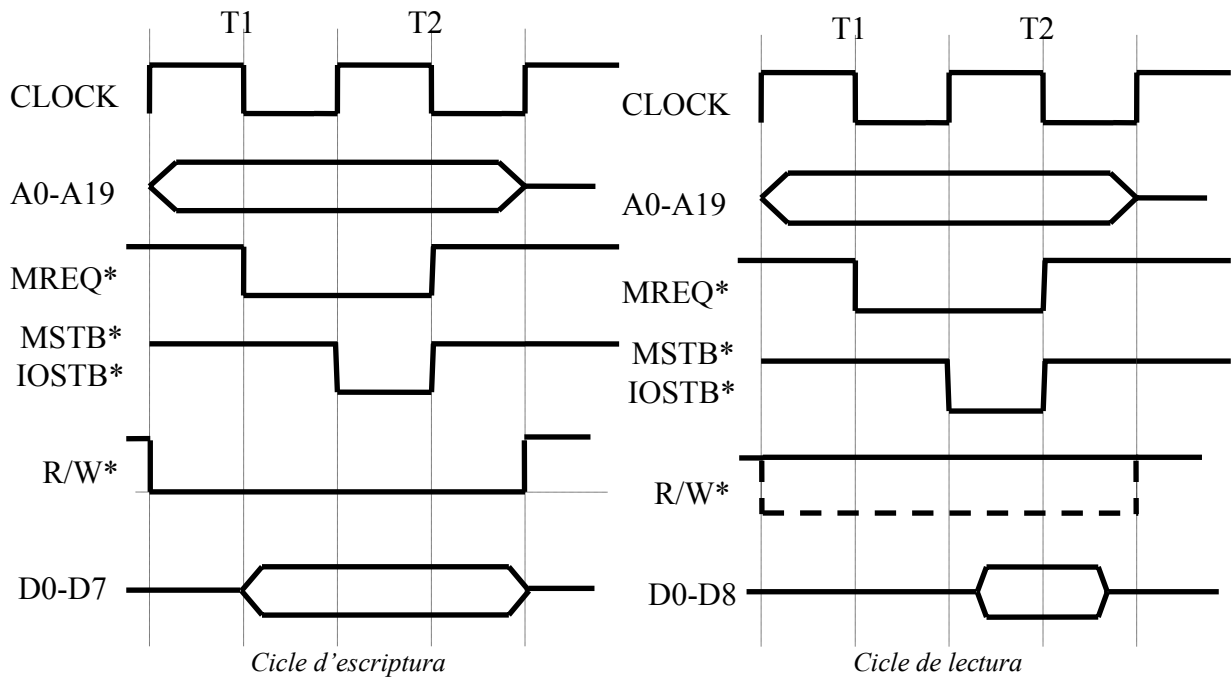 T1 T2
CLOCK
A0-A19
MREQ*
MSTB*
IOSTB*
R/W*
D0-D7
Cicle d’escriptura
T1 T2
CLOCK
A0-A19
MREQ*
MSTB*
IOSTB*
R/W*
D0-D8
Cicle de lectura